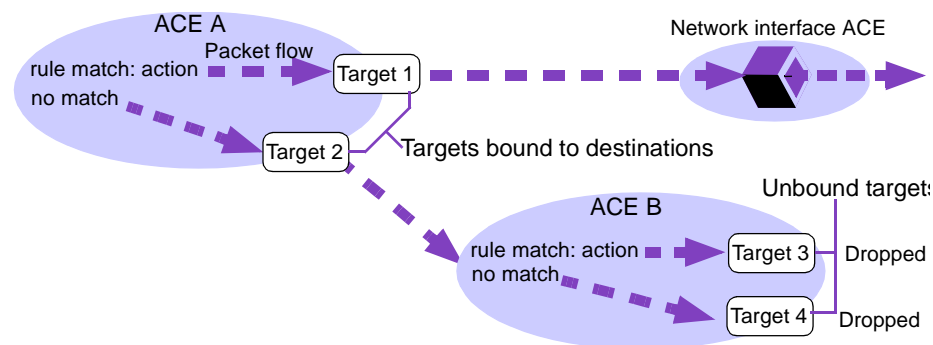 ACE A
Network interface ACE
Packet flow
rule match: action
Target 1
no match
Target 2
Targets bound to destinations
Unbound targets
ACE B
rule match: action
Target 3
Dropped
no match
Target 4
Dropped